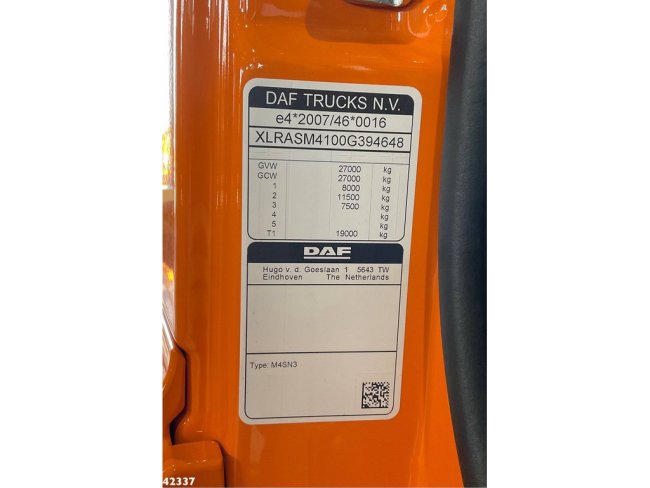 DAF TRUCKS N.V.
e4*2007/46*0016
XLRASM4100G394648
GVW 27000 kg
GCW 27000 kg
1 8000 kg
2 11500 kg
3 7500 kg
4 kg
5 kg
T1 19000 kg
DAF
Hugo v. d. Goeslaan 1 5643 TW
Eindhoven The Netherlands
Type: M4SN3
42337